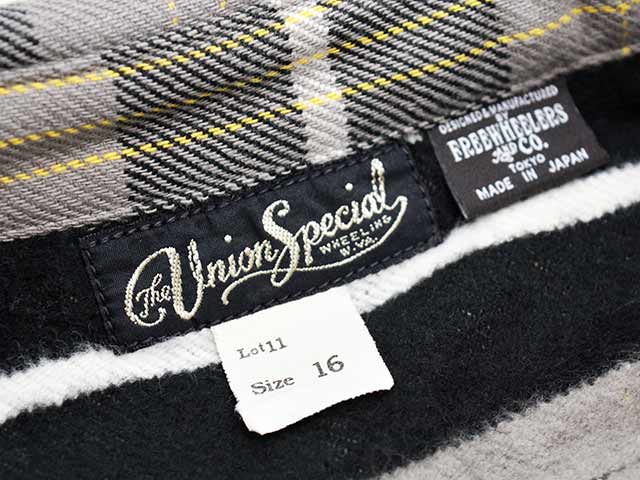 The Union Special
WHEELING
W.VA.
Lot11
Size 16
DESIGNED & MANUFACTURED
BY
FREEWHEELERS
AND CO.
TOKYO
MADE IN JAPAN